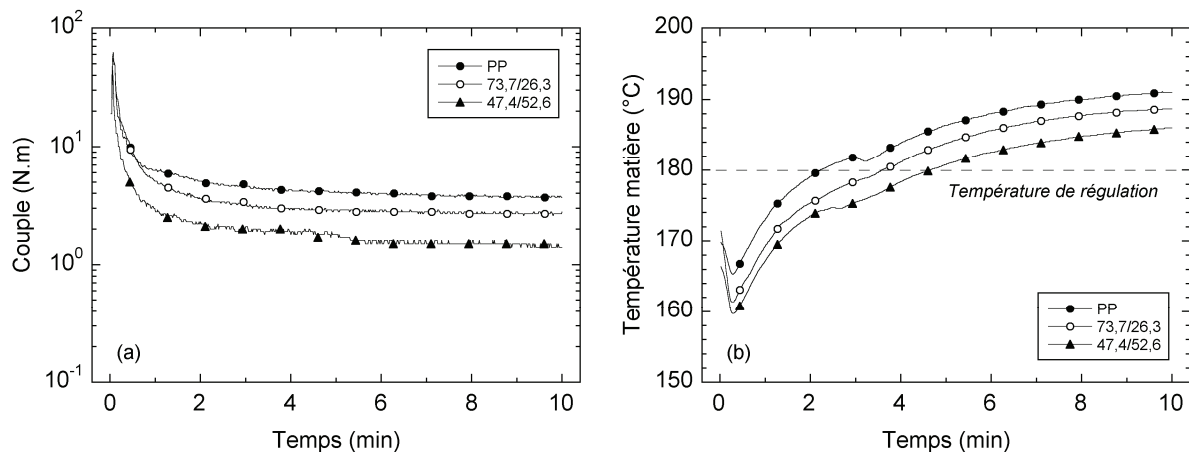 10²
10¹
10⁰
10⁻¹
Couple (N.m)
PP
73,7/26,3
47,4/52,6
(a)
0
2
4
6
8
10
Temps (min)
200
190
180
170
160
150
Température matière (°C)
Température de régulation
PP
73,7/26,3
47,4/52,6
(b)
0
2
4
6
8
10
Temps (min)